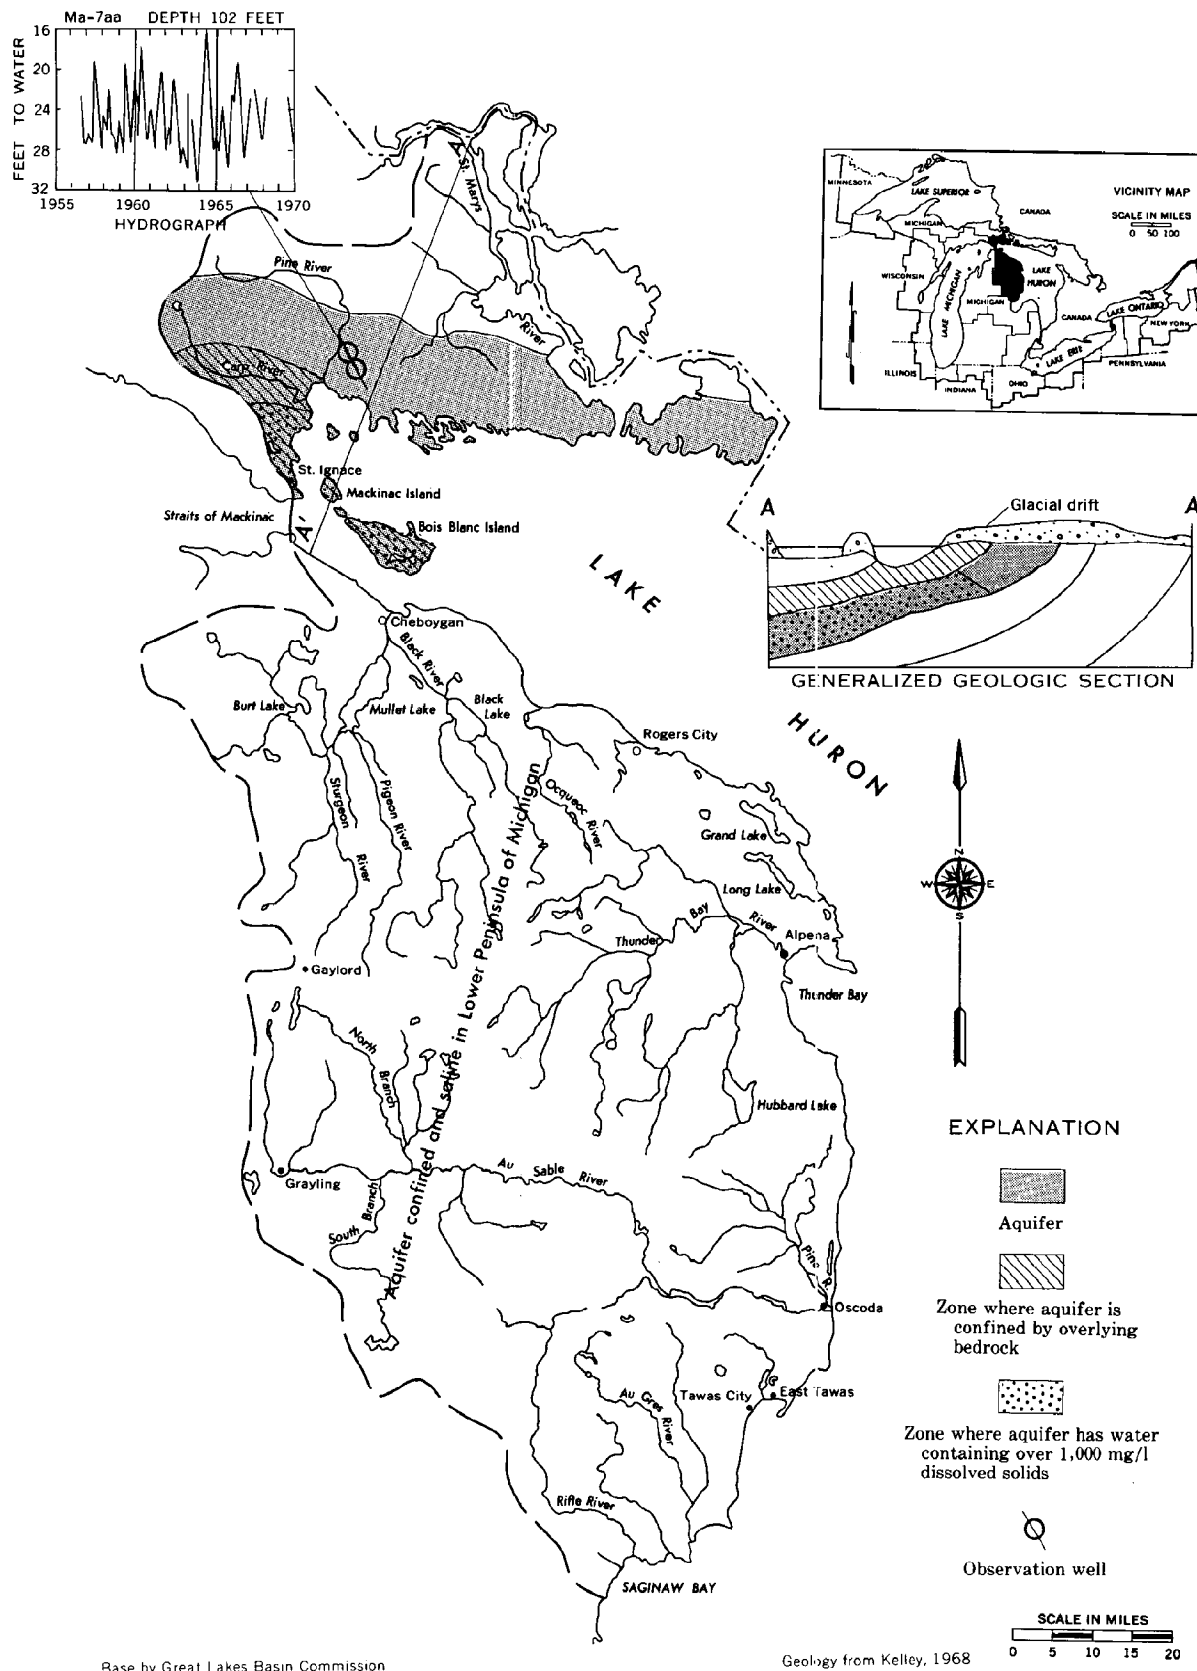 Ma-7aa DEPTH 102 FEET
FEET TO WATER
16
20
24
28
32
1955 1960 1965 1970
HYDROGRAPH
A
St. Marys
River
Pine River
Carp River
St. Ignace
Mackinac Island
Straits of Mackinac
A'
Bois Blanc Island
LAKE
HURON
Cheboygan
Black River
Burt Lake
Mullet Lake
Black Lake
Rogers City
Sturgeon River
Pigeon River
Ocqueoc River
Grand Lake
Long Lake
Thunder Bay River
Alpena
Gaylord
Thunder Bay
Aquifer confined and saline in Lower Peninsula of Michigan
North Branch
Hubbard Lake
Grayling
Au Sable River
South Branch
Pine R.
Oscoda
Tawas City
East Tawas
Au Gres River
Rifle River
SAGINAW BAY
VICINITY MAP
SCALE IN MILES
0 50 100
MINNESOTA
LAKE SUPERIOR
CANADA
MICHIGAN
WISCONSIN
LAKE MICHIGAN
LAKE HURON
MICHIGAN
CANADA
LAKE ONTARIO
NEW YORK
LAKE ERIE
ILLINOIS
INDIANA
OHIO
PENNSYLVANIA
A
Glacial drift
A
GENERALIZED GEOLOGIC SECTION
N
W E
S
EXPLANATION
Aquifer
Zone where aquifer is
confined by overlying
bedrock
Zone where aquifer has water
containing over 1,000 mg/l
dissolved solids
Observation well
SCALE IN MILES
0 5 10 15 20
Base by Great Lakes Basin Commission
Geology from Kelley, 1968